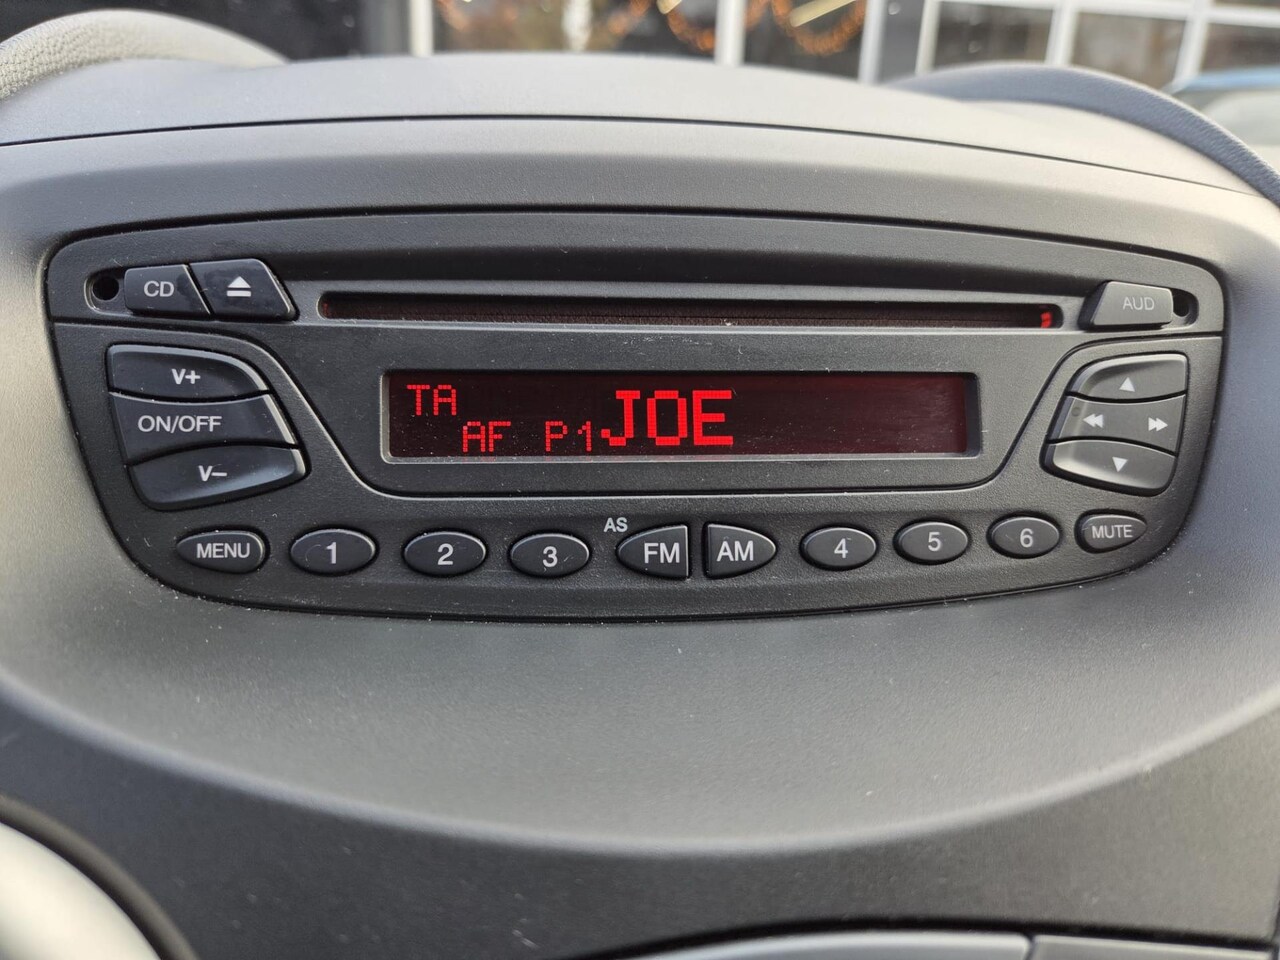 CD
AUD
V+
ON/OFF
V–
TA
AF P1 JOE
AS
MENU 1 2 3 FM AM 4 5 6 MUTE